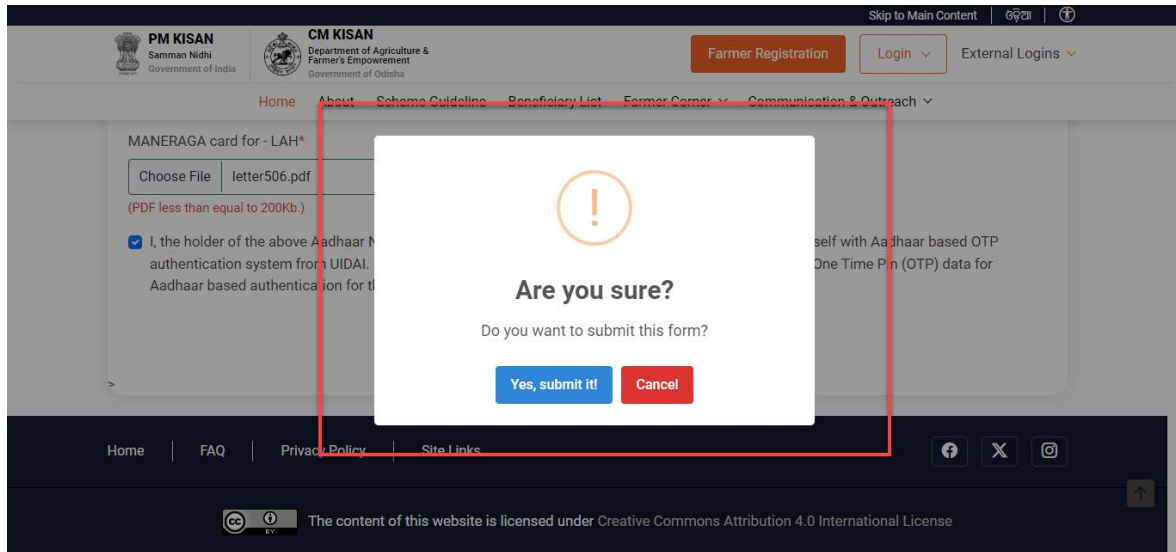 Skip to Main Content
ଓଡ଼ିଆ
PM KISAN
Samman Nidhi
Government of India
CM KISAN
Department of Agriculture &
Farmer's Empowrement
Government of Odisha
Farmer Registration
Login
External Logins
Home About Scheme Guideline Beneficiary List Farmer Corner Communication & Outreach
MANERAGA card for - LAH*
Choose File letter506.pdf
(PDF less than equal to 200Kb.)
I, the holder of the above Aadhaar self with Aadhaar based OTP
authentication system from UIDAI. One Time Pin (OTP) data for
Aadhaar based authentication for
!
Are you sure?
Do you want to submit this form?
Yes, submit it! Cancel
>
Home FAQ Privacy Policy Site Links
cc BY The content of this website is licensed under Creative Commons Attribution 4.0 International License